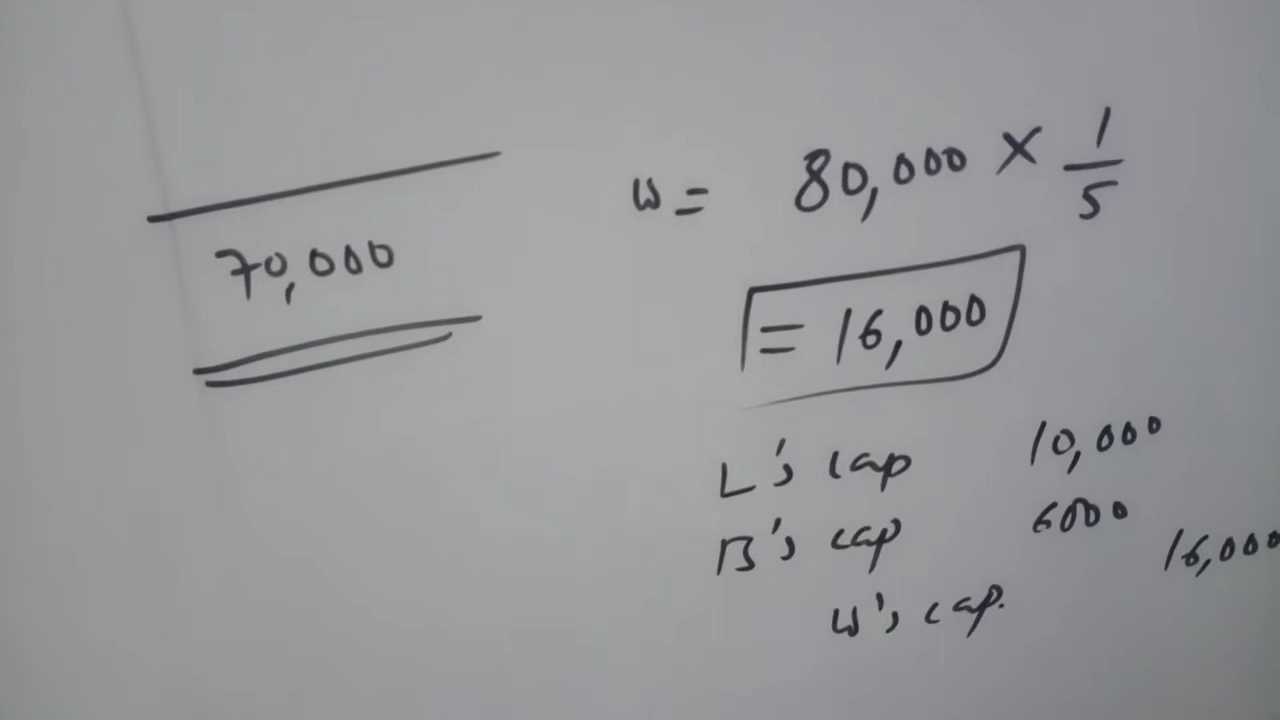 70,000
W = 80,000 × 1/5
= 16,000
L's cap 10,000
B's cap 6000
W's cap. 16,000